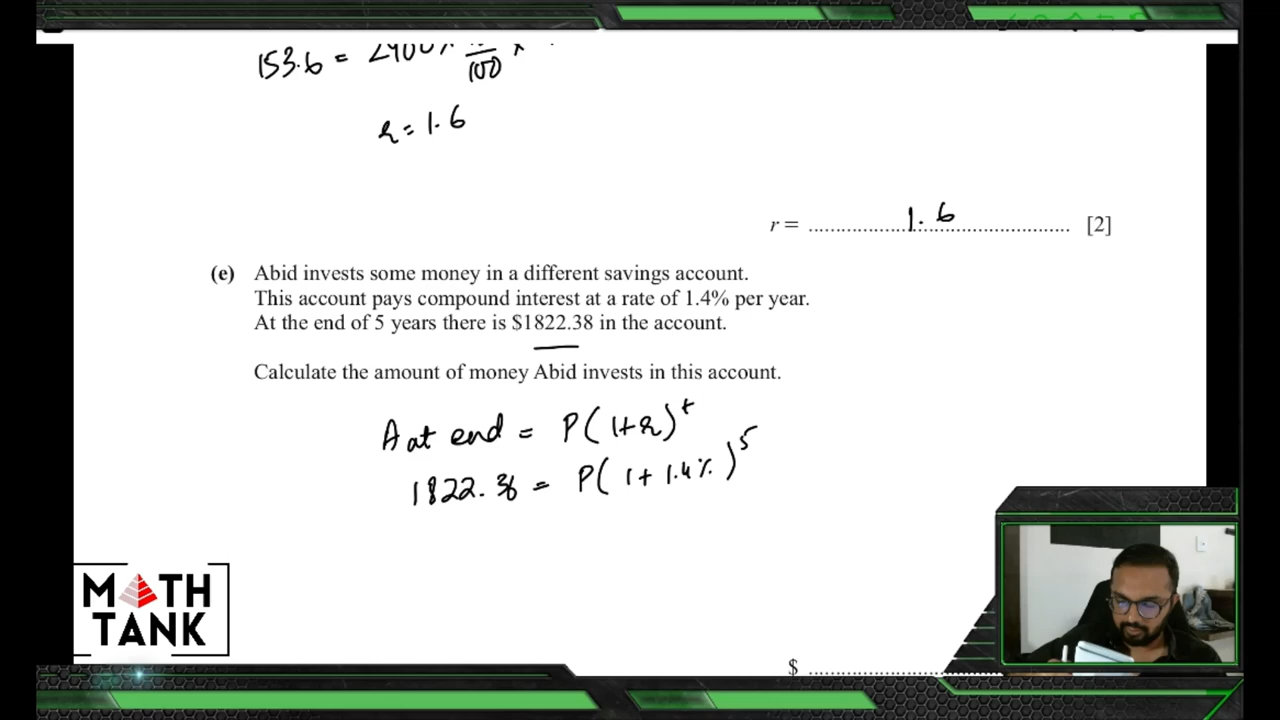 153.6 = 2400 × /100 ×
r = 1.6
r = 1.6 [2]
(e) Abid invests some money in a different savings account.
This account pays compound interest at a rate of 1.4% per year.
At the end of 5 years there is $1822.38 in the account.
Calculate the amount of money Abid invests in this account.
A at end = P(1+r)^t
1822.38 = P(1 + 1.4%)^5
MATH
TANK
$